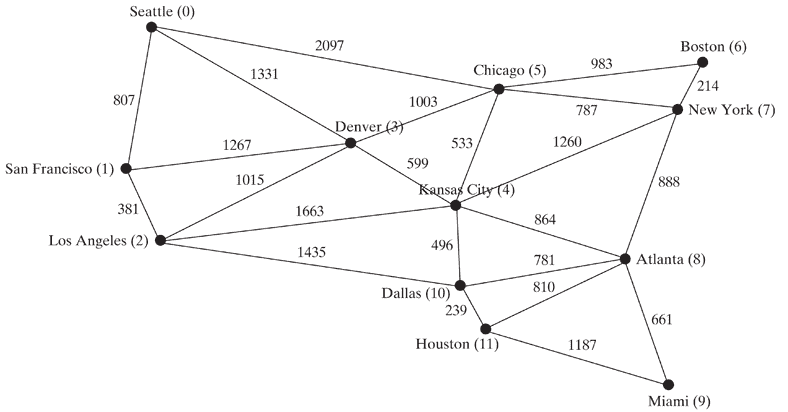 Seattle (0)
2097
Boston (6)
983
Chicago (5)
1331
214
807
1003
787
New York (7)
Denver (3)
1267
533
1260
599
San Francisco (1)
1015
888
Kansas City (4)
381
1663
864
Los Angeles (2)
496
1435
781
Atlanta (8)
810
Dallas (10)
239
661
Houston (11)
1187
Miami (9)